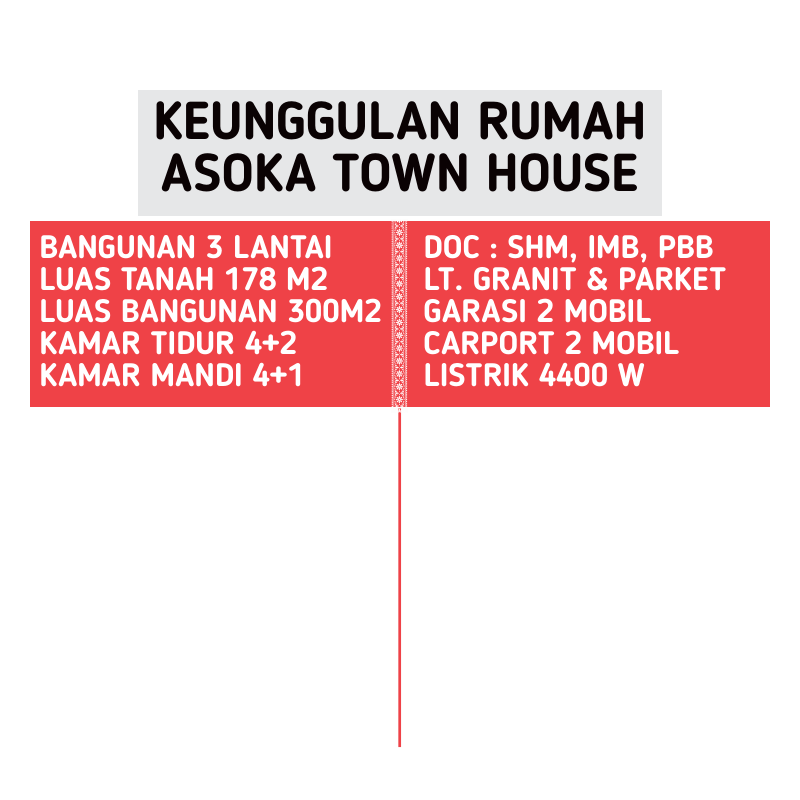 KEUNGGULAN RUMAH
ASOKA TOWN HOUSE
BANGUNAN 3 LANTAI
LUAS TANAH 178 M2
LUAS BANGUNAN 300M2
KAMAR TIDUR 4+2
KAMAR MANDI 4+1
DOC : SHM, IMB, PBB
LT. GRANIT & PARKET
GARASI 2 MOBIL
CARPORT 2 MOBIL
LISTRIK 4400 W